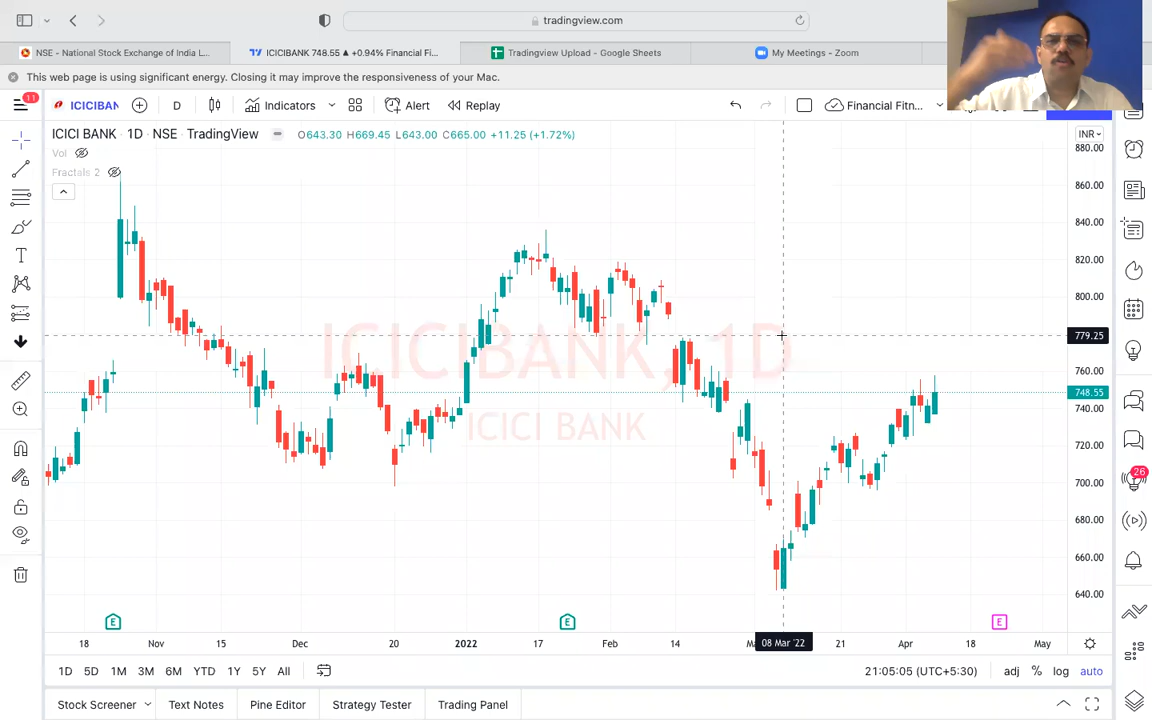 tradingview.com
NSE - National Stock Exchange of India L...
ICICIBANK 748.55 ▲ +0.94% Financial Fi...
Tradingview Upload - Google Sheets
My Meetings - Zoom
This web page is using significant energy. Closing it may improve the responsiveness of your Mac.
11
ICICIBAN
D
Indicators
Alert
Replay
Financial Fitn...
ICICI BANK · 1D · NSE · TradingView
O643.30 H669.45 L643.00 C665.00 +11.25 (+1.72%)
INR
Vol
Fractals 2
880.00
860.00
840.00
820.00
800.00
779.25
760.00
748.55
740.00
720.00
700.00
680.00
660.00
640.00
ICICIBANK, 1D
ICICI BANK
26
E
E
E
18
Nov
15
Dec
20
2022
17
Feb
14
08 Mar '22
21
Apr
18
May
1D
5D
1M
3M
6M
YTD
1Y
5Y
All
21:05:05 (UTC+5:30)
adj
%
log
auto
Stock Screener
Text Notes
Pine Editor
Strategy Tester
Trading Panel